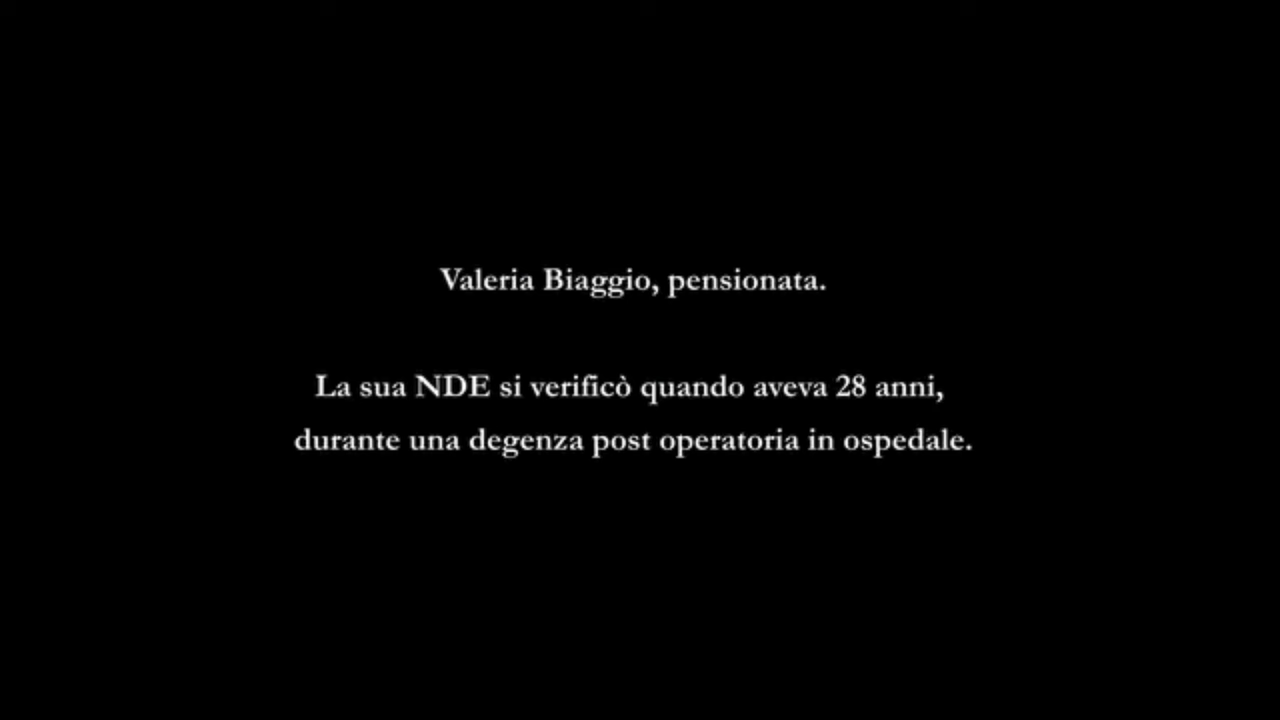 Valeria Biaggio, pensionata.
La sua NDE si verificò quando aveva 28 anni,
durante una degenza post operatoria in ospedale.